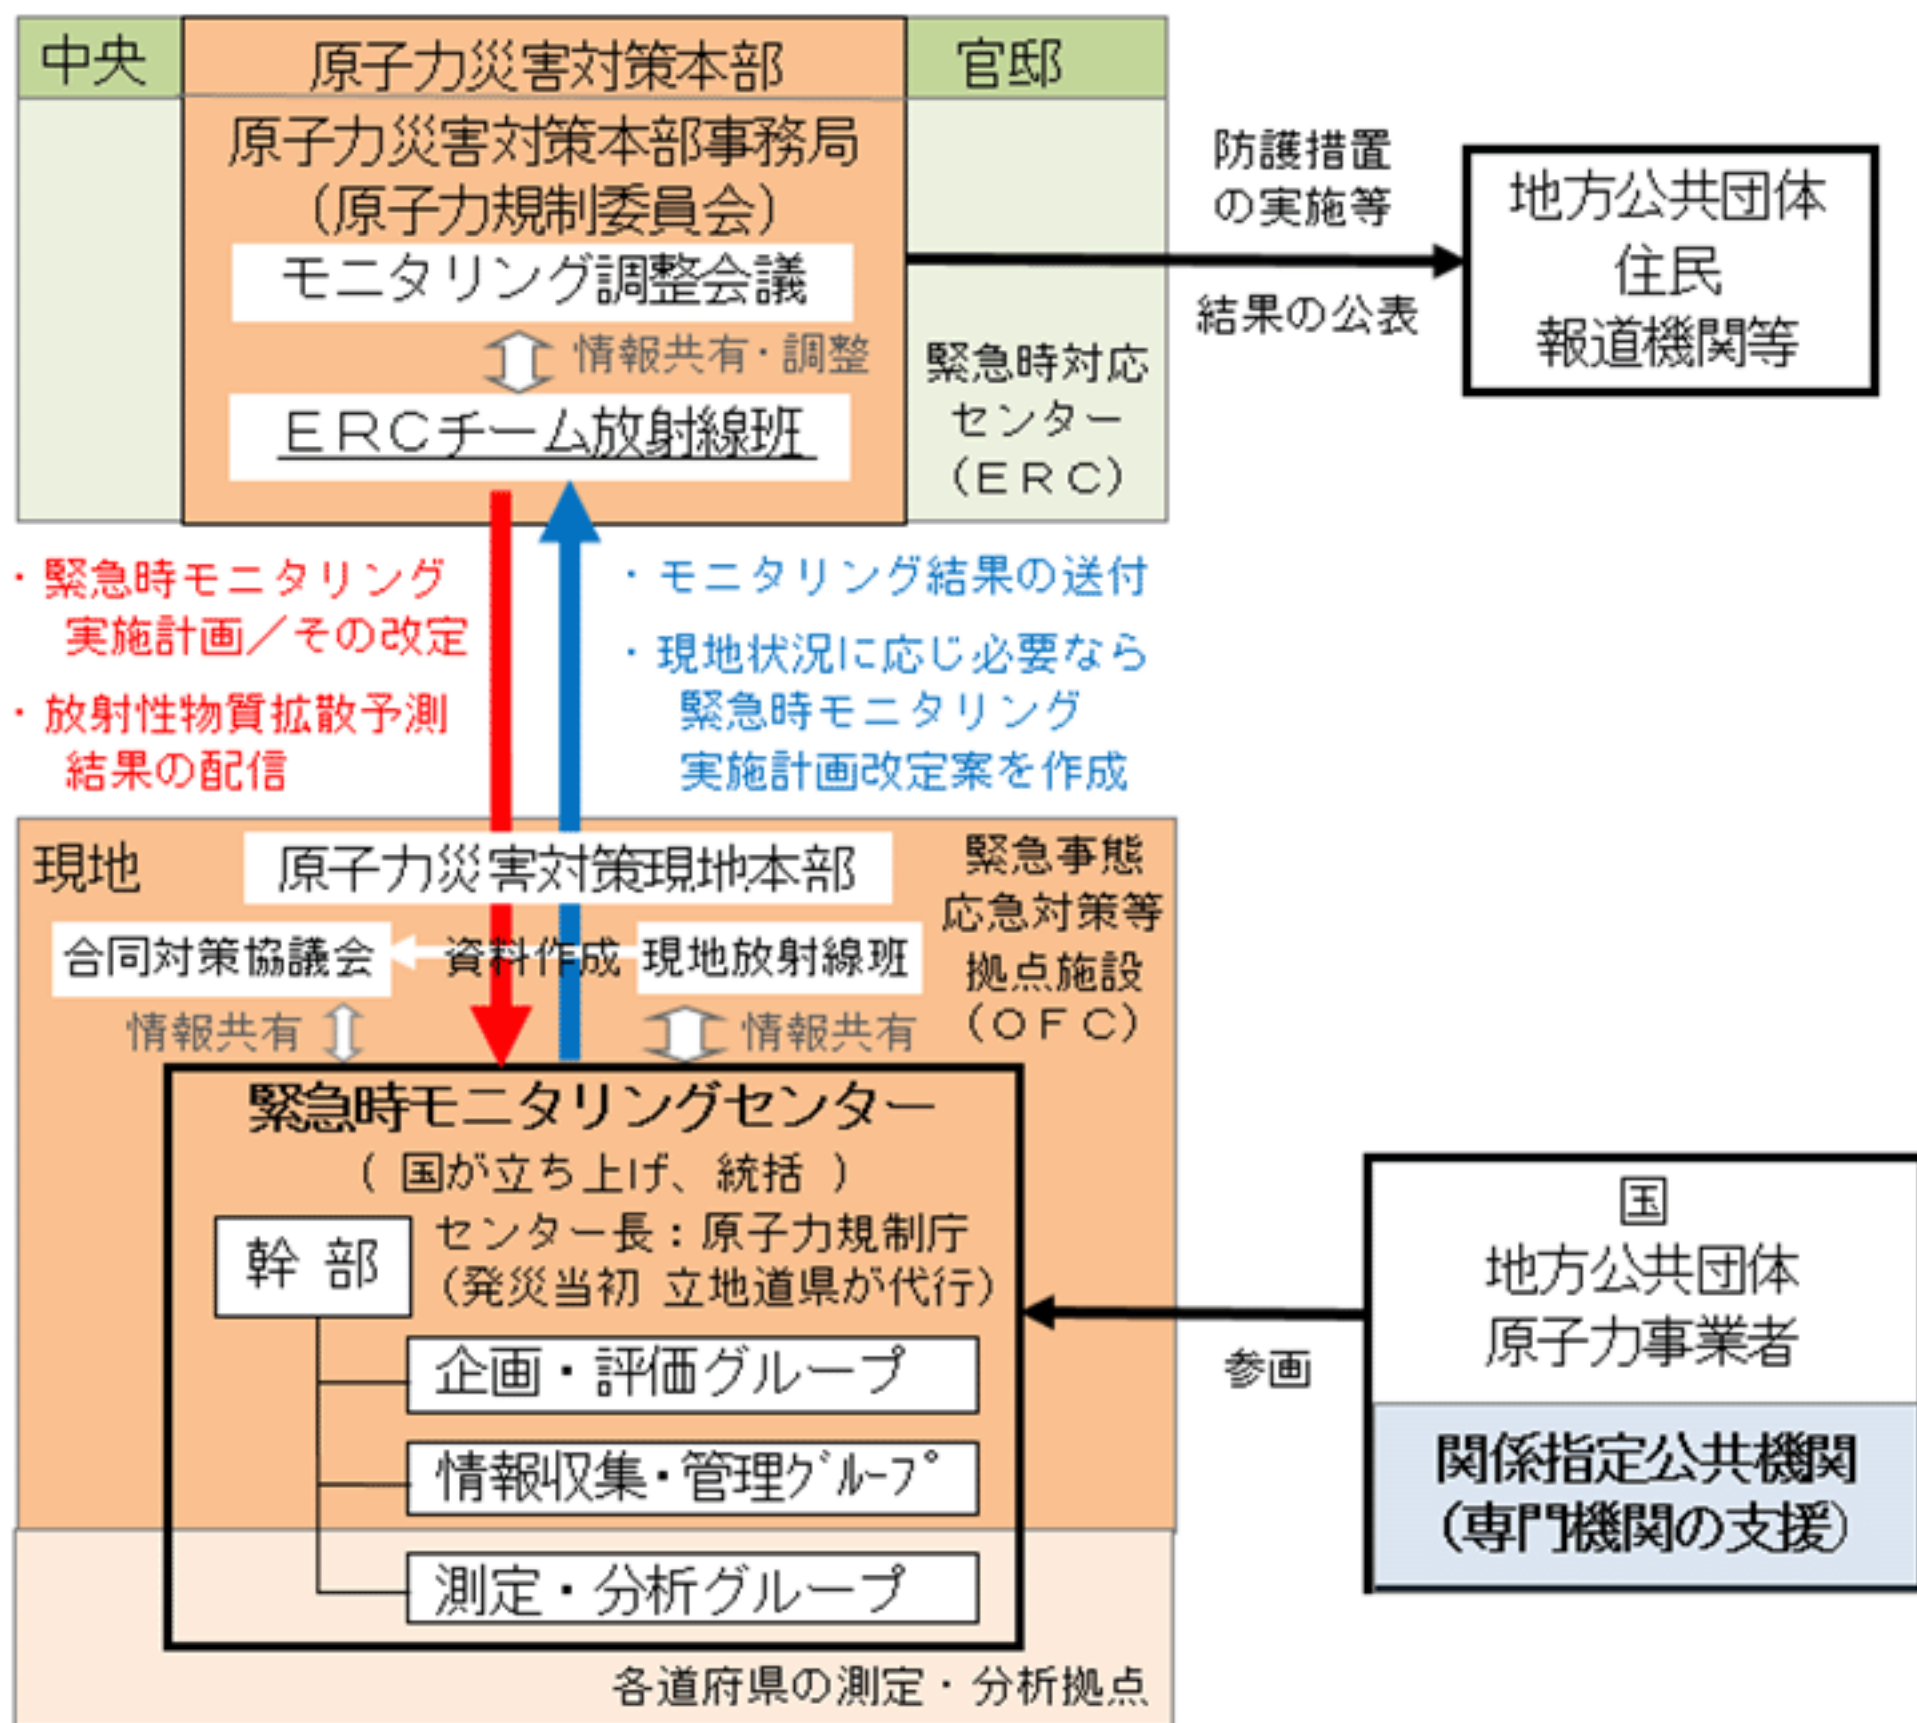 中央
原子力災害対策本部
官邸
原子力災害対策本部事務局
（原子力規制委員会）
モニタリング調整会議
情報共有・調整
ERCチーム放射線班
緊急時対応
センター
（ERC）
防護措置
の実施等
結果の公表
地方公共団体
住民
報道機関等
・緊急時モニタリング
実施計画／その改定
・放射性物質拡散予測
結果の配信
・モニタリング結果の送付
・現地状況に応じ必要なら
緊急時モニタリング
実施計画改定案を作成
現地
原子力災害対策現地本部
緊急事態
応急対策等
拠点施設
（OFC）
合同対策協議会
資料作成
現地放射線班
情報共有
情報共有
緊急時モニタリングセンター
（ 国が立ち上げ、統括 ）
幹 部
センター長：原子力規制庁
（発災当初 立地道県が代行）
企画・評価グループ
情報収集・管理ｸﾞﾙｰﾌﾟ
測定・分析グループ
各道府県の測定・分析拠点
参画
国
地方公共団体
原子力事業者
関係指定公共機関
（専門機関の支援）